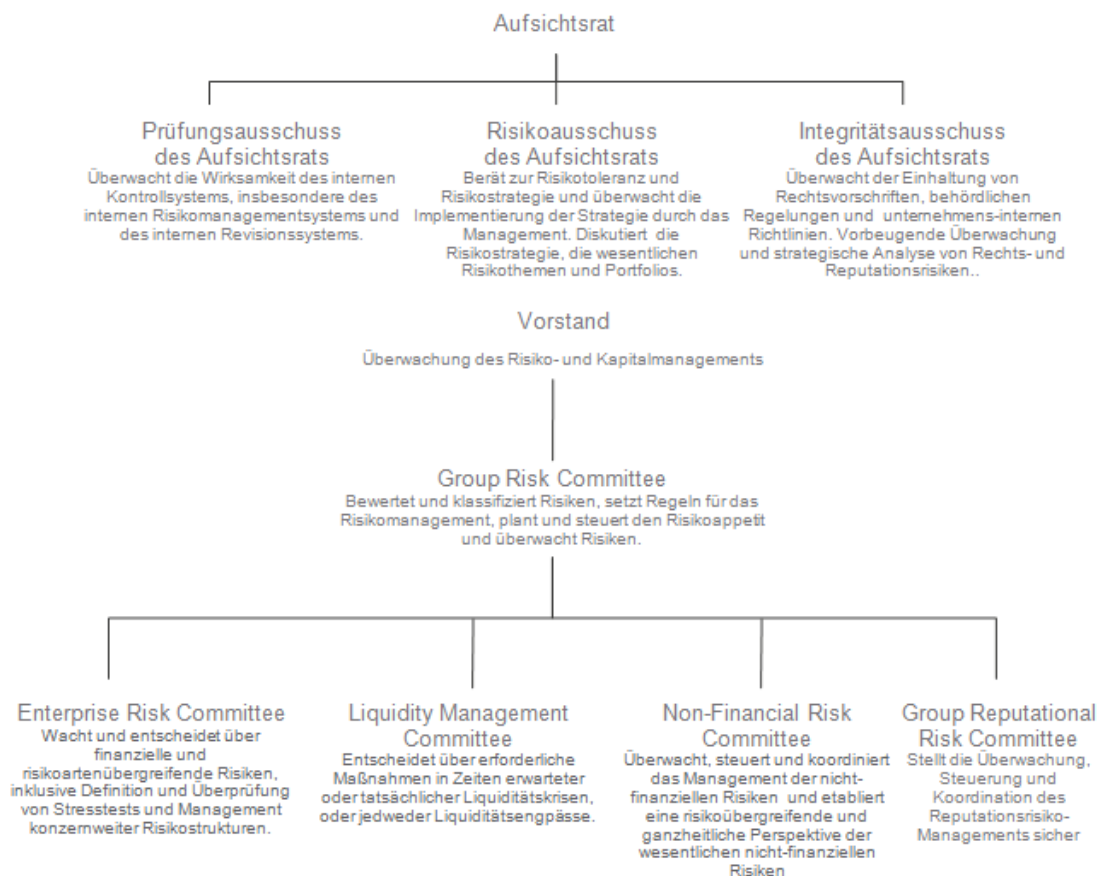 Aufsichtsrat
Prüfungsausschuss
des Aufsichtsrats
Überwacht die Wirksamkeit des internen
Kontrollsystems, insbesondere des
internen Risikomanagementsystems und
des internen Revisionssystems.
Risikoausschuss
des Aufsichtsrats
Berät zur Risikotoleranz und
Risikostrategie und überwacht die
Implementierung der Strategie durch das
Management. Diskutiert die
Risikostrategie, die wesentlichen
Risikothemen und Portfolios.
Integritätsausschuss
des Aufsichtsrats
Überwacht der Einhaltung von
Rechtsvorschriften, behördlichen
Regelungen und unternehmens-internen
Richtlinien. Vorbeugende Überwachung
und strategische Analyse von Rechts- und
Reputationsrisiken..
Vorstand
Überwachung des Risiko- und Kapitalmanagements
Group Risk Committee
Bewertet und klassifiziert Risiken, setzt Regeln für das
Risikomanagement, plant und steuert den Risikoappetit
und überwacht Risiken.
Enterprise Risk Committee
Wacht und entscheidet über
finanzielle und
risikoartenübergreifende Risiken,
inklusive Definition und Überprüfung
von Stresstests und Management
konzernweiter Risikostrukturen.
Liquidity Management
Committee
Entscheidet über erforderliche
Maßnahmen in Zeiten erwarteter
oder tatsächlicher Liquiditätskrisen,
oder jedweder Liquiditätsengpässe.
Non-Financial Risk
Committee
Überwacht, steuert und koordiniert
das Management der nicht-
finanziellen Risiken und etabliert
eine risikoübergreifende und
ganzheitliche Perspektive der
wesentlichen nicht-finanziellen
Risiken
Group Reputational
Risk Committee
Stellt die Überwachung,
Steuerung und
Koordination des
Reputationsrisiko-
Managements sicher